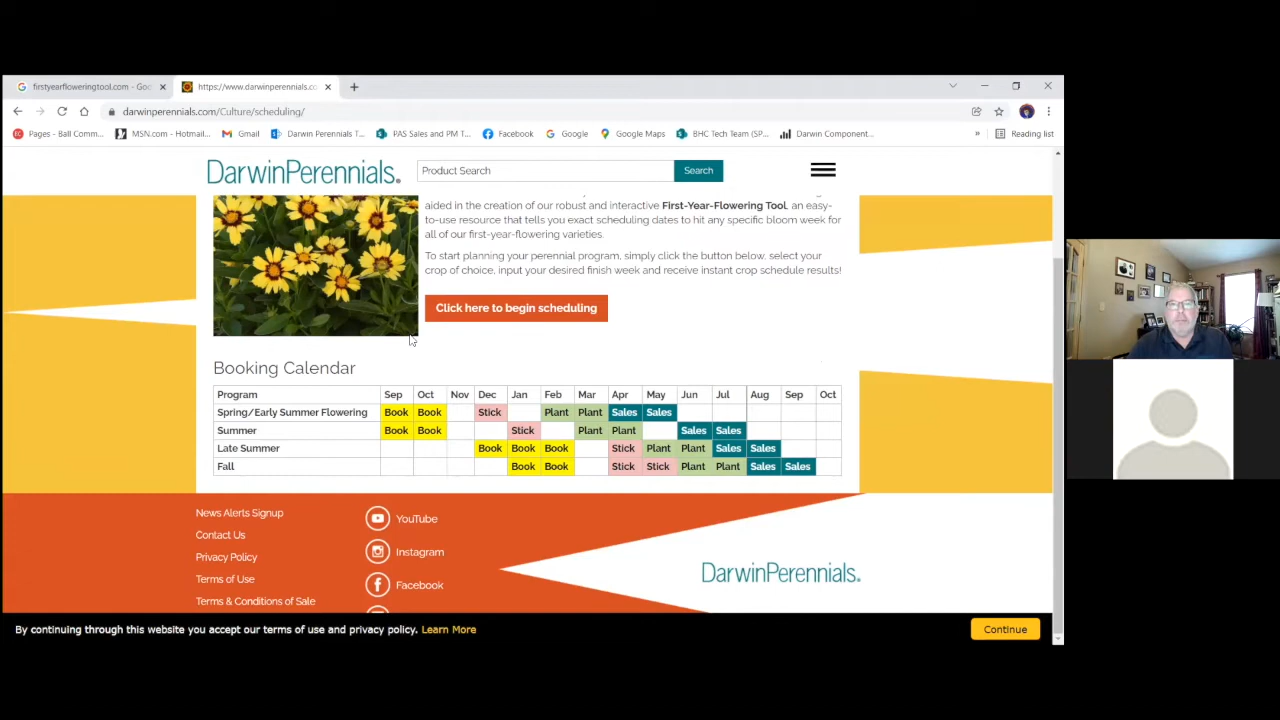 firstyearfloweringtool.com - Goo
https://www.darwinperennials.co
darwinperennials.com/Culture/scheduling/
Pages - Ball Comm...
MSN.com - Hotmail...
Gmail
Darwin Perennials T...
PAS Sales and PM T...
Facebook
Google
Google Maps
BHC Tech Team (SP...
Darwin Component...
»
Reading list
DarwinPerennials®
Product Search
Search
aided in the creation of our robust and interactive First-Year-Flowering Tool, an easy-
to-use resource that tells you exact scheduling dates to hit any specific bloom week for
all of our first-year-flowering varieties.
To start planning your perennial program, simply click the button below, select your
crop of choice, input your desired finish week and receive instant crop schedule results!
Click here to begin scheduling
Booking Calendar
Program Sep Oct Nov Dec Jan Feb Mar Apr May Jun Jul Aug Sep Oct
Spring/Early Summer Flowering Book Book Stick Plant Plant Sales Sales
Summer Book Book Stick Plant Plant Sales Sales
Late Summer Book Book Book Stick Plant Plant Sales Sales
Fall Book Book Stick Stick Plant Plant Sales Sales
News Alerts Signup
Contact Us
Privacy Policy
Terms of Use
Terms & Conditions of Sale
YouTube
Instagram
Facebook
DarwinPerennials®
By continuing through this website you accept our terms of use and privacy policy. Learn More
Continue